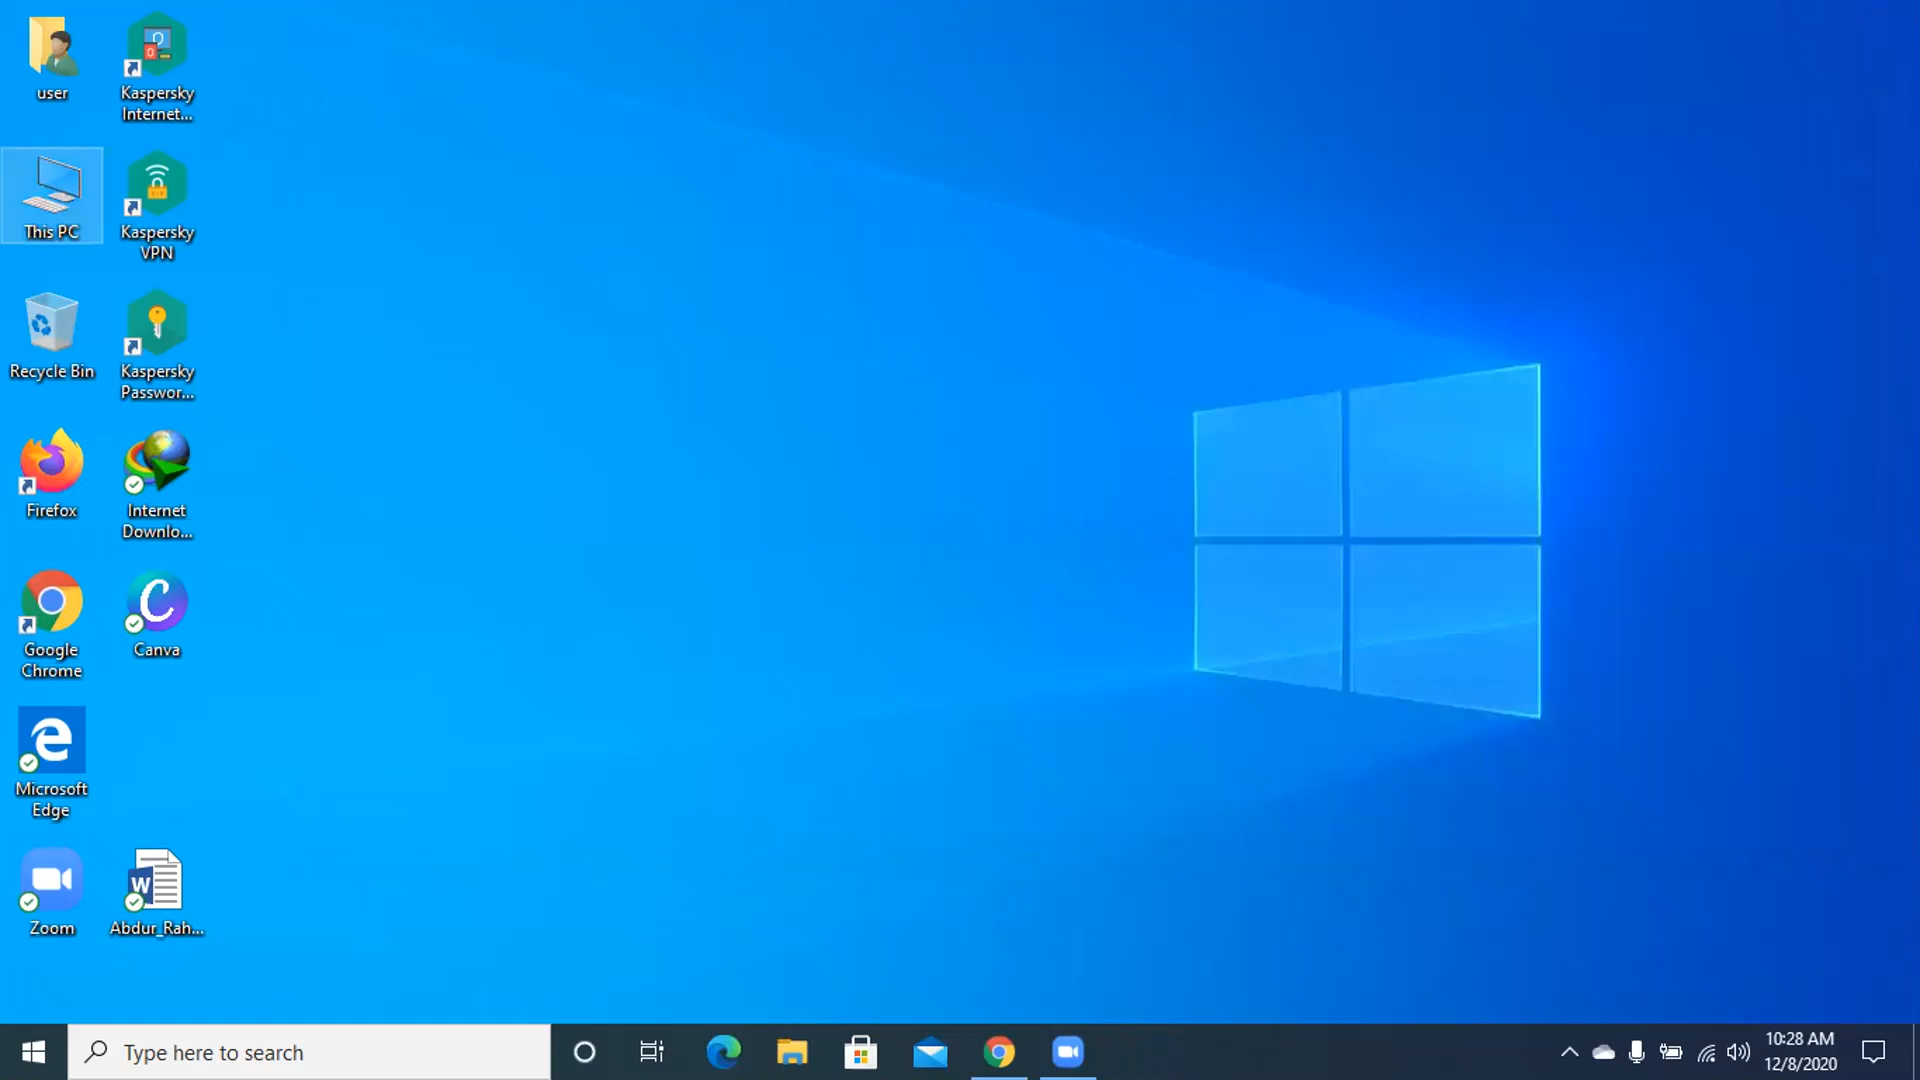 user
Kaspersky
Internet...
This PC
Kaspersky
VPN
Recycle Bin
Kaspersky
Passwor...
Firefox
Internet
Downlo...
Google
Chrome
Canva
Microsoft
Edge
Zoom
Abdur_Rah...
Type here to search
10:28 AM
12/8/2020